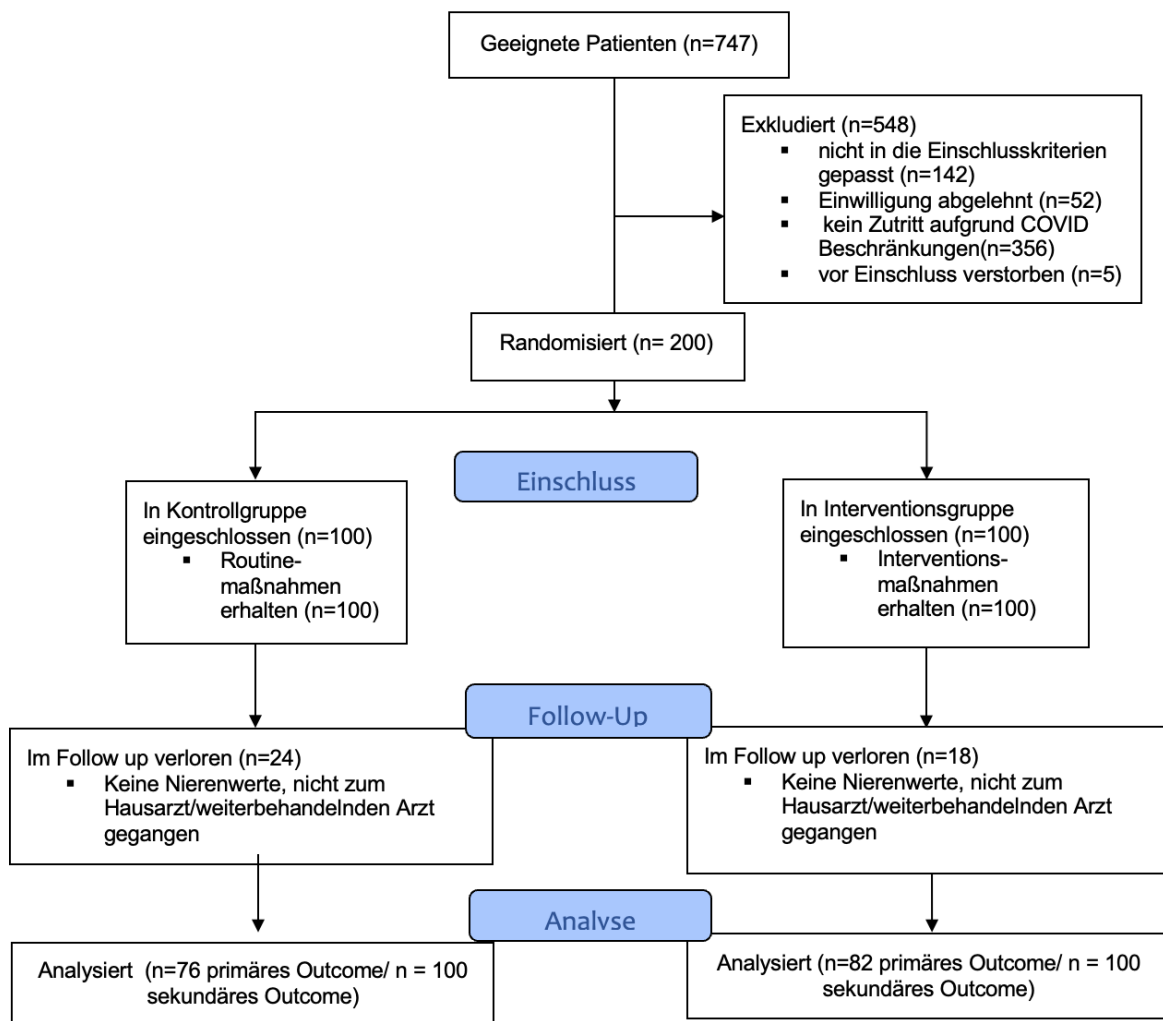 Geeignete Patienten (n=747)
Exkludiert (n=548)
▪ nicht in die Einschlusskriterien
gepasst (n=142)
▪ Einwilligung abgelehnt (n=52)
▪ kein Zutritt aufgrund COVID
Beschränkungen(n=356)
▪ vor Einschluss verstorben (n=5)
Randomisiert (n= 200)
Einschluss
In Kontrollgruppe
eingeschlossen (n=100)
▪ Routine-
maßnahmen
erhalten (n=100)
In Interventionsgruppe
eingeschlossen (n=100)
▪ Interventions-
maßnahmen
erhalten (n=100)
Follow-Up
Im Follow up verloren (n=24)
▪ Keine Nierenwerte, nicht zum
Hausarzt/weiterbehandelnden Arzt
gegangen
Im Follow up verloren (n=18)
▪ Keine Nierenwerte, nicht zum
Hausarzt/weiterbehandelnden Arzt
gegangen
Analyse
Analysiert (n=76 primäres Outcome/ n = 100
sekundäres Outcome)
Analysiert (n=82 primäres Outcome/ n = 100
sekundäres Outcome)